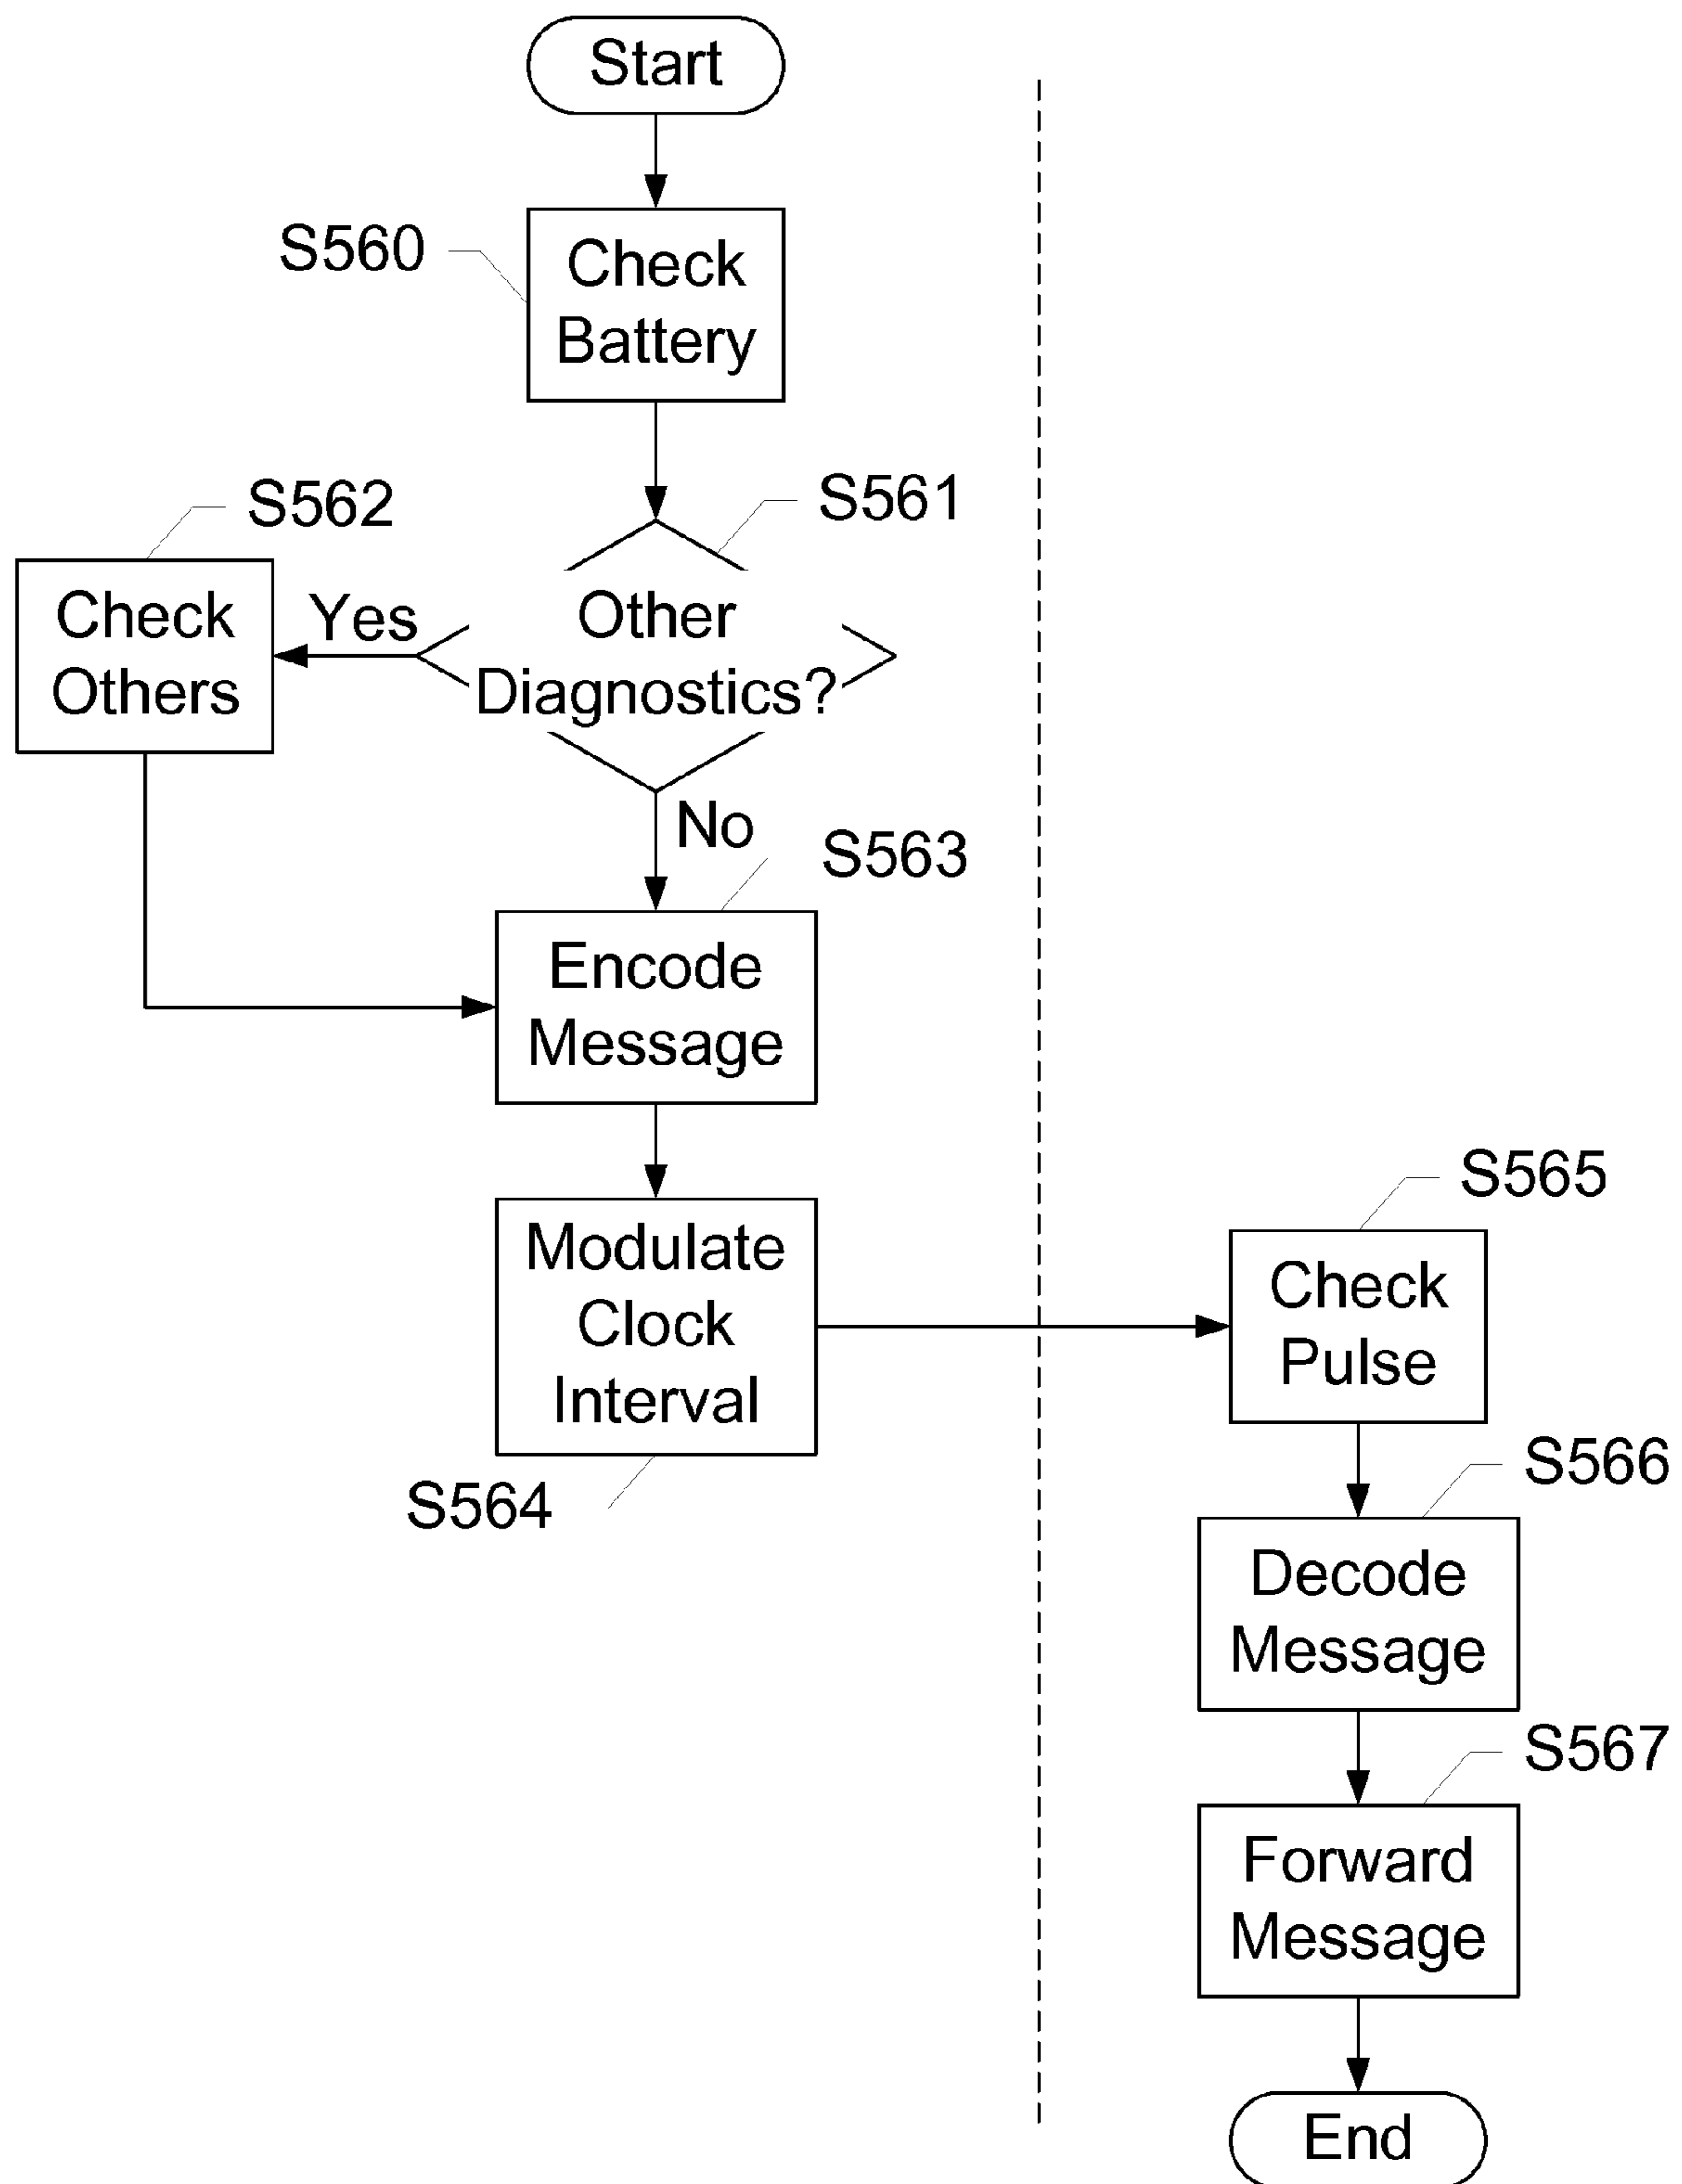 Start
S560
Check
Battery
S561
S562
Check
Others
Yes
Other
Diagnostics?
No
S563
Encode
Message
Modulate
Clock
Interval
S564
S565
Check
Pulse
S566
Decode
Message
S567
Forward
Message
End